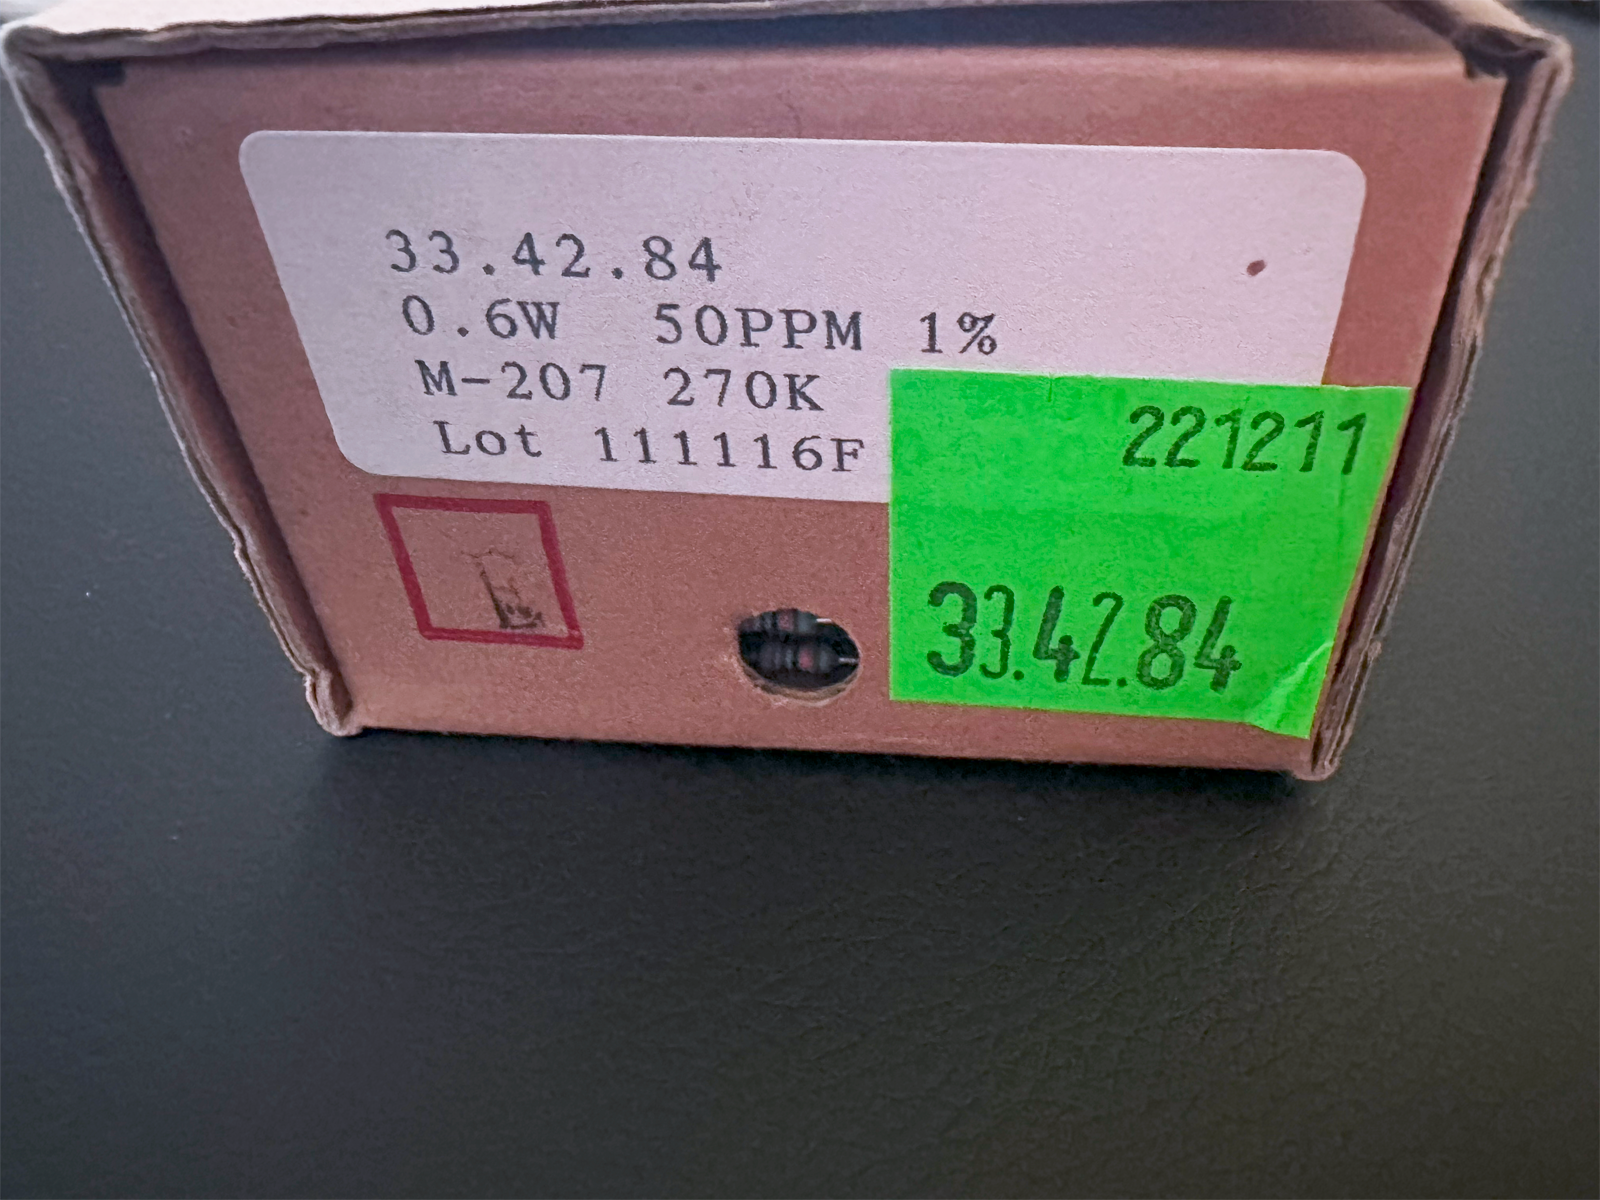 33.42.84
0.6W 50PPM 1%
M-207 270K
Lot 111116F
221211
33.42.84